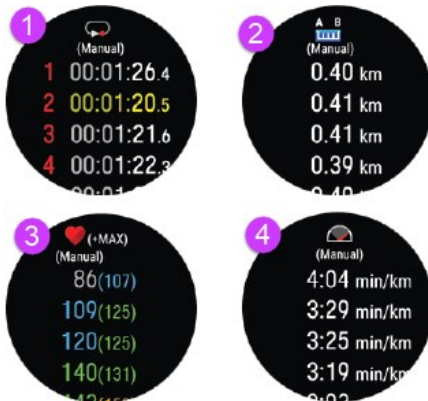 1
(Manual)
1 00:01:26.4
2 00:01:20.5
3 00:01:21.6
4 00:01:22.3
2
A B
(Manual)
0.40 km
0.41 km
0.41 km
0.39 km
3
(+MAX)
(Manual)
86(107)
109(125)
120(125)
140(131)
4
(Manual)
4:04 min/km
3:29 min/km
3:25 min/km
3:19 min/km